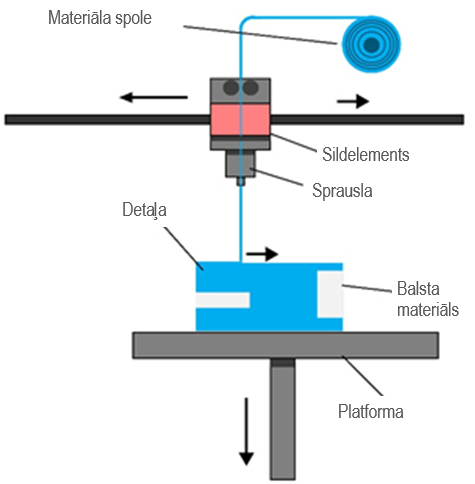 Materiāla spole
Sildelements
Sprausla
Detaļa
Balsta
materiāls
Platforma